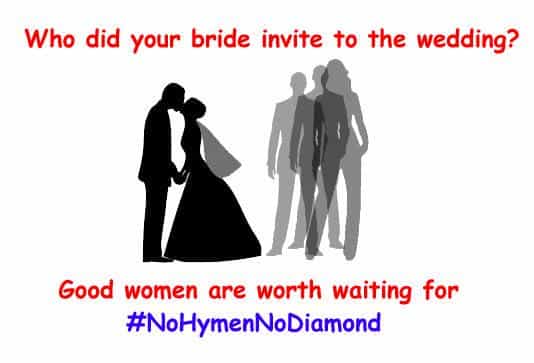 Who did your bride invite to the wedding?
Good women are worth waiting for
#NoHymenNoDiamond